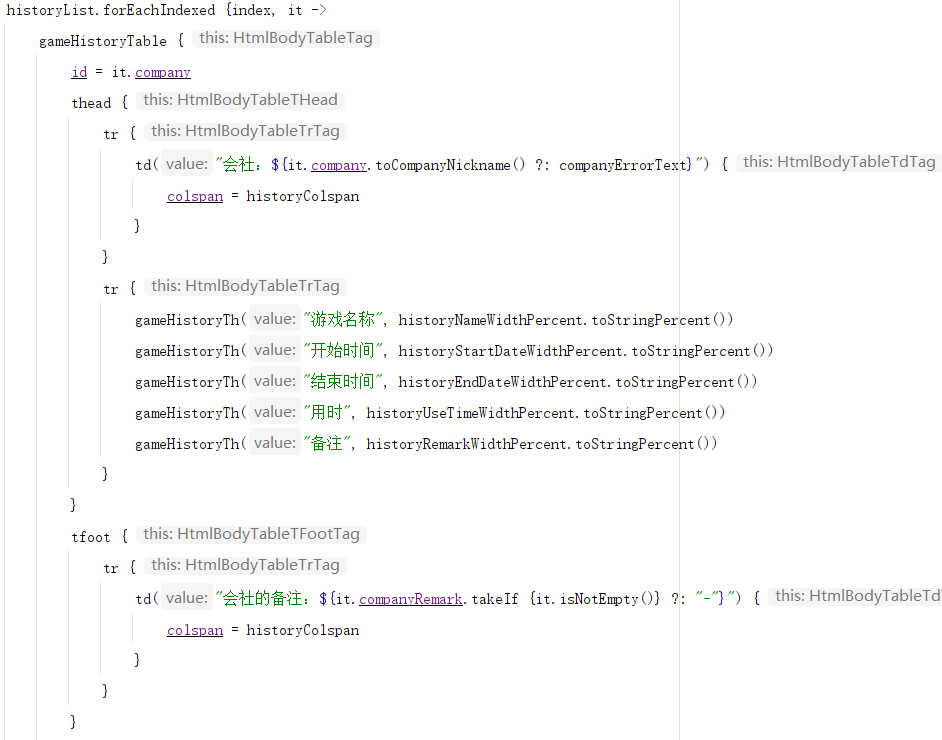 historyList.forEachIndexed {index, it ->
gameHistoryTable { this: HtmlBodyTableTag
id = it.company
thead { this: HtmlBodyTableTHead
tr { this: HtmlBodyTableTrTag
td( value: "会社: ${it.company.toCompanyNickname() ?: companyErrorText}") { this: HtmlBodyTableTdTag
colspan = historyColspan
}
}
tr { this: HtmlBodyTableTrTag
gameHistoryTh( value: "游戏名称", historyNameWidthPercent.toStringPercent())
gameHistoryTh( value: "开始时间", historyStartDateWidthPercent.toStringPercent())
gameHistoryTh( value: "结束时间", historyEndDateWidthPercent.toStringPercent())
gameHistoryTh( value: "用时", historyUseTimeWidthPercent.toStringPercent())
gameHistoryTh( value: "备注", historyRemarkWidthPercent.toStringPercent())
}
}
tfoot { this: HtmlBodyTableTFootTag
tr { this: HtmlBodyTableTrTag
td( value: "会社的备注: ${it.companyRemark.takeIf {it.isNotEmpty()} ?: "-"}") { this: HtmlBodyTableTd
colspan = historyColspan
}
}
}